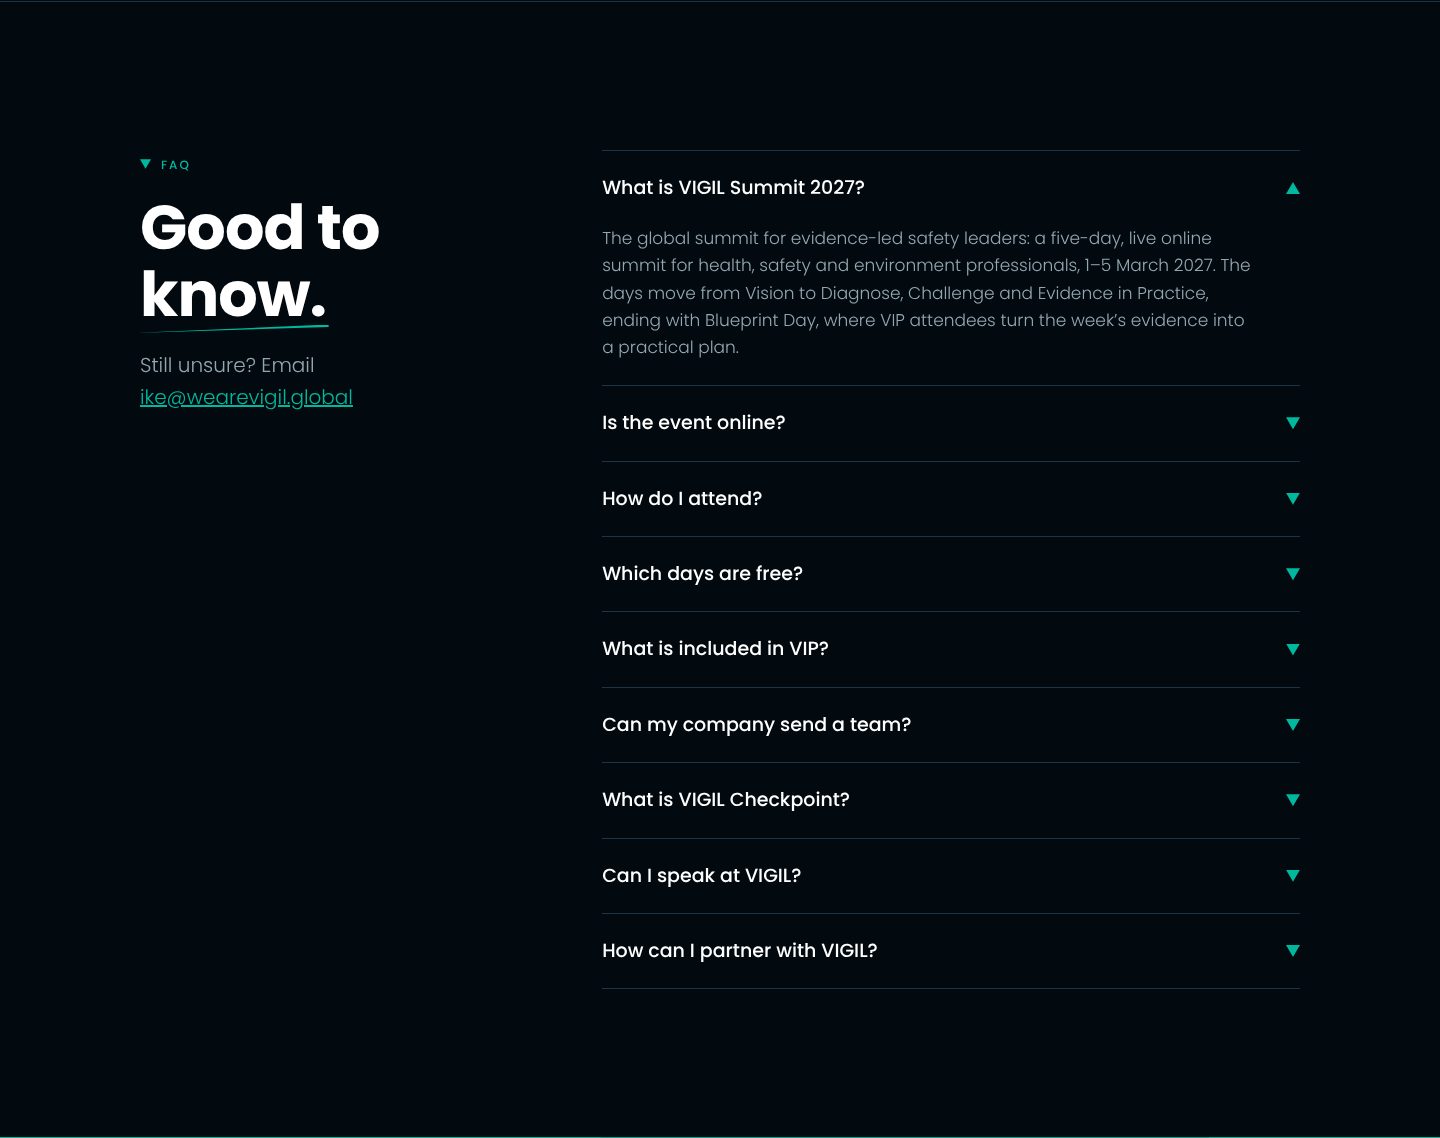 FAQ
Good to
know.
Still unsure? Email
ike@wearevigil.global
What is VIGIL Summit 2027?
The global summit for evidence-led safety leaders: a five-day, live online
summit for health, safety and environment professionals, 1–5 March 2027. The
days move from Vision to Diagnose, Challenge and Evidence in Practice,
ending with Blueprint Day, where VIP attendees turn the week’s evidence into
a practical plan.
Is the event online?
How do I attend?
Which days are free?
What is included in VIP?
Can my company send a team?
What is VIGIL Checkpoint?
Can I speak at VIGIL?
How can I partner with VIGIL?